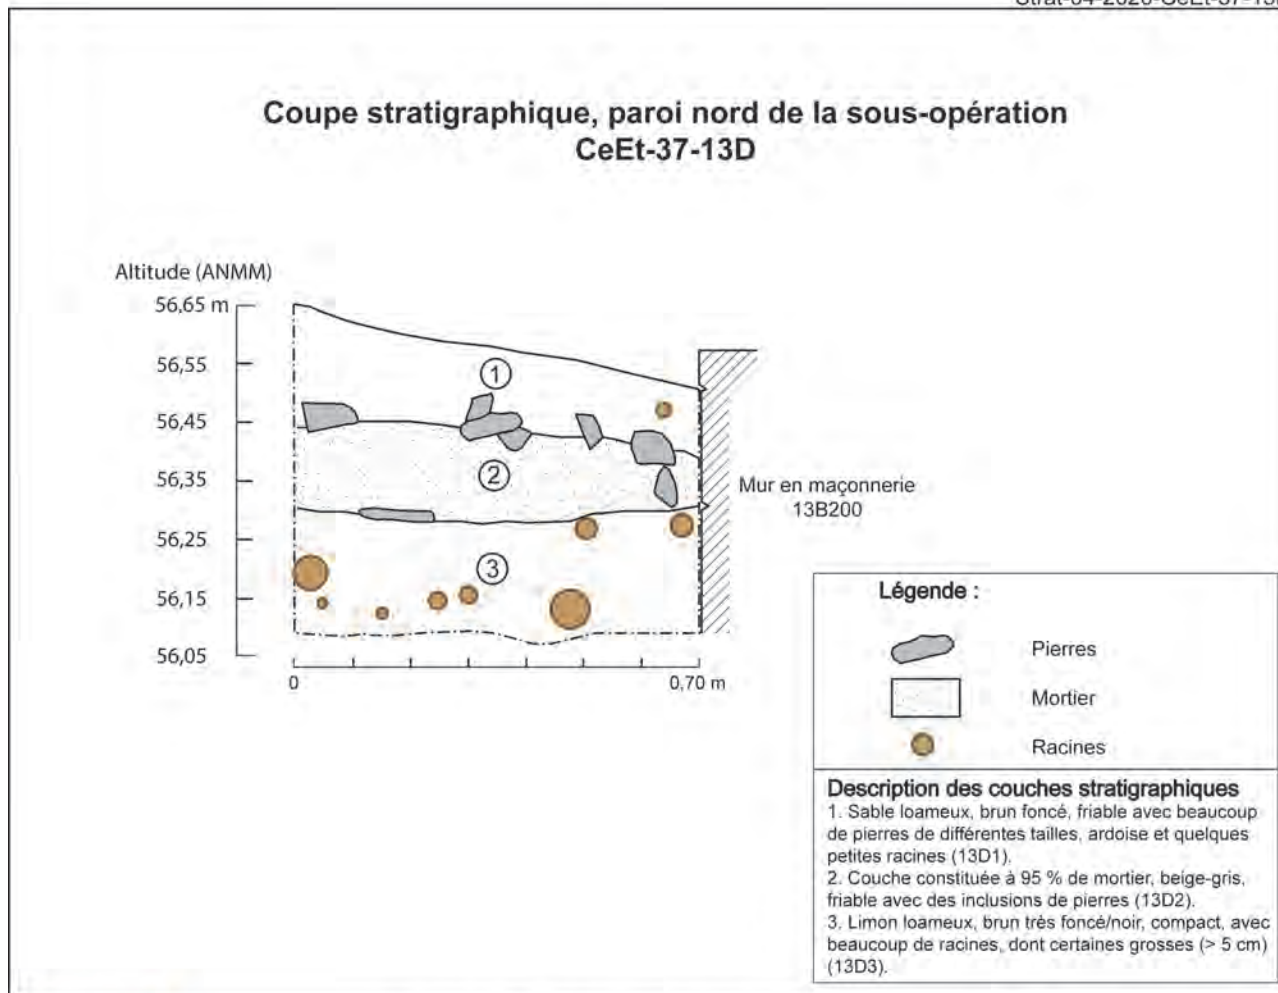 Coupe stratigraphique, paroi nord de la sous-opération
CeEt-37-13D
Altitude (ANMM)
56,65 m
56,55
56,45
56,35
56,25
56,15
56,05
1
2
3
0
0,70 m
Mur en maçonnerie
13B200
Légende :
Pierres
Mortier
Racines
Description des couches stratigraphiques
1. Sable loameux, brun foncé, friable avec beaucoup
de pierres de différentes tailles, ardoise et quelques
petites racines (13D1).
2. Couche constituée à 95 % de mortier, beige-gris,
friable avec des inclusions de pierres (13D2).
3. Limon loameux, brun très foncé/noir, compact, avec
beaucoup de racines, dont certaines grosses (> 5 cm)
(13D3).